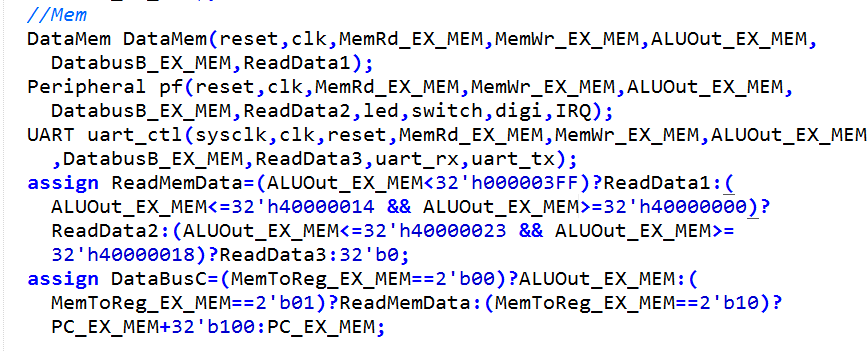 //Mem
DataMem DataMem(reset,clk,MemRd_EX_MEM,MemWr_EX_MEM,ALUOut_EX_MEM,
DatabusB_EX_MEM,ReadData1);
Peripheral pf(reset,clk,MemRd_EX_MEM,MemWr_EX_MEM,ALUOut_EX_MEM,
DatabusB_EX_MEM,ReadData2,led,switch,digi,IRQ);
UART uart_ctl(sysclk,clk,reset,MemRd_EX_MEM,MemWr_EX_MEM,ALUOut_EX_MEM
,DatabusB_EX_MEM,ReadData3,uart_rx,uart_tx);
assign ReadMemData=(ALUOut_EX_MEM<32'h000003FF)?ReadData1:(
ALUOut_EX_MEM<=32'h40000014 && ALUOut_EX_MEM>=32'h40000000)?
ReadData2:(ALUOut_EX_MEM<=32'h40000023 && ALUOut_EX_MEM>=
32'h40000018)?ReadData3:32'b0;
assign DataBusC=(MemToReg_EX_MEM==2'b00)?ALUOut_EX_MEM:(
MemToReg_EX_MEM==2'b01)?ReadMemData:(MemToReg_EX_MEM==2'b10)?
PC_EX_MEM+32'b100:PC_EX_MEM;